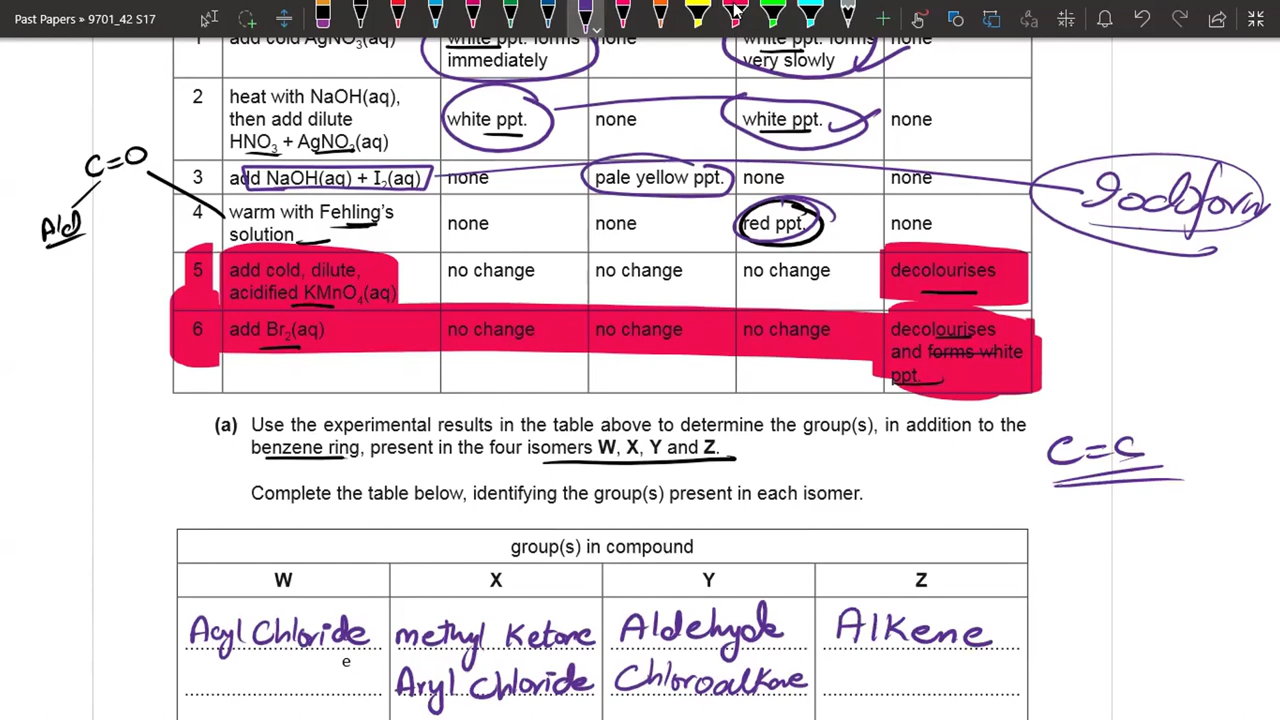 Past Papers » 9701_42 S17
1 add cold AgNO3(aq) white ppt. forms immediately none white ppt. forms very slowly none
2 heat with NaOH(aq), then add dilute HNO3 + AgNO3(aq) white ppt. none white ppt. none
3 add NaOH(aq) + I2(aq) none pale yellow ppt. none none
Iodoform
C=O
Ald
4 warm with Fehling's solution none none red ppt. none
5 add cold, dilute, acidified KMnO4(aq) no change no change no change decolourises
6 add Br2(aq) no change no change no change decolourises and forms white ppt.
(a) Use the experimental results in the table above to determine the group(s), in addition to the
benzene ring, present in the four isomers W, X, Y and Z.
C=C
Complete the table below, identifying the group(s) present in each isomer.
group(s) in compound
W X Y Z
Acyl Chloride methyl Ketone Aldehyde Alkene
e
Aryl Chloride Chloroalkane